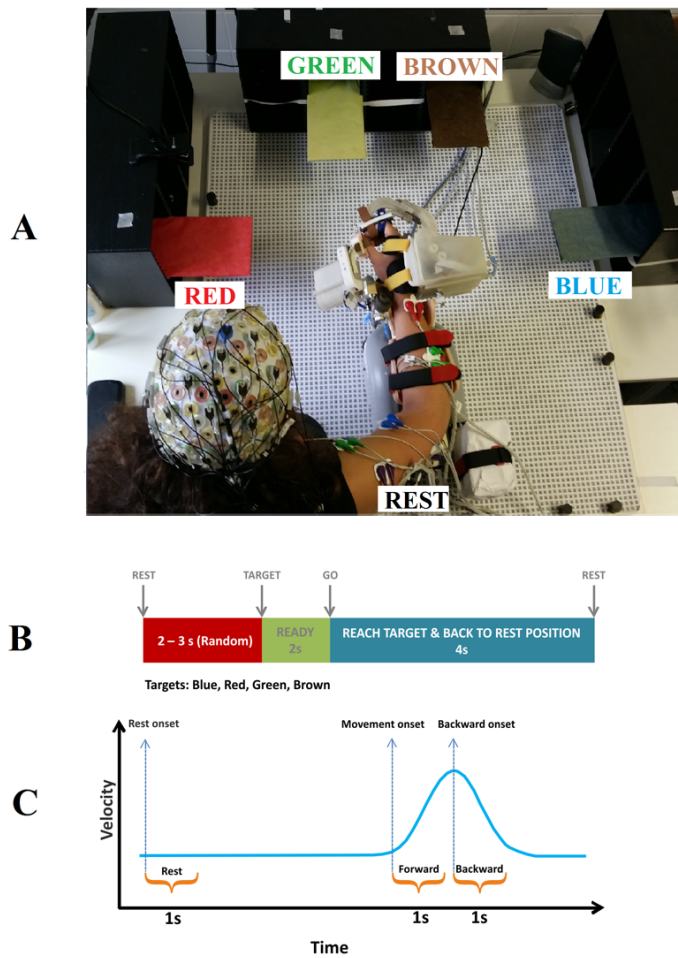 A
GREEN
BROWN
RED
BLUE
REST
B
REST
TARGET
GO
REST
2 – 3 s (Random)
READY
2s
REACH TARGET & BACK TO REST POSITION
4s
Targets: Blue, Red, Green, Brown
C
Velocity
Rest onset
Movement onset
Backward onset
Rest
Forward
Backward
1s
1s
1s
Time